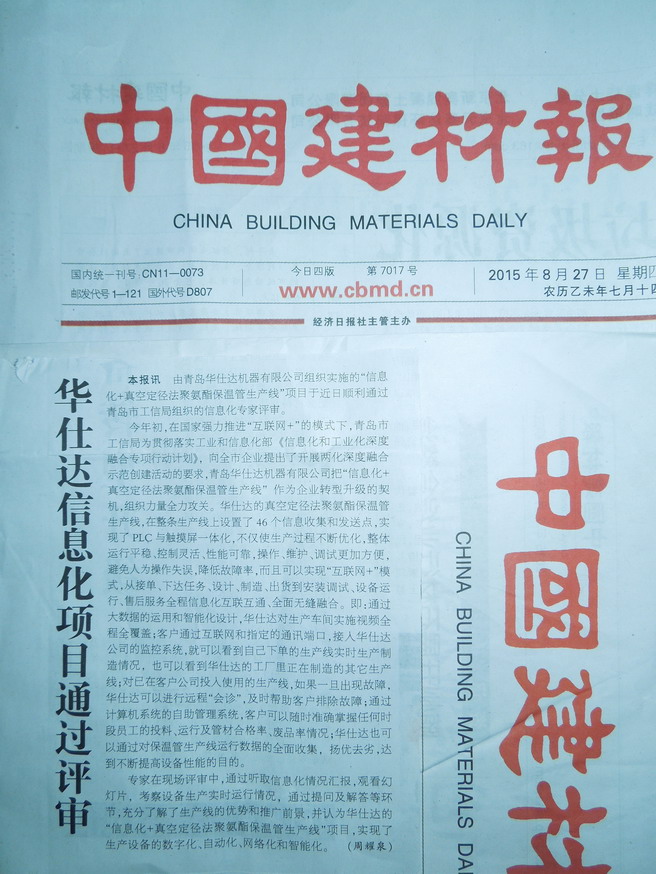 中國建材報
CHINA BUILDING MATERIALS DAILY
国内统一刊号:CN11—0073
邮发代号1—121 国外代号D807
今日四版 第7017号
www.cbmd.cn
2015年8月27日 星期四
农历乙未年七月十四
经济日报社主管主办
华仕达信息化项目通过评审
本报讯 由青岛华仕达机器有限公司组织实施的“信息
化+真空定径法聚氨酯保温管生产线”项目于近日顺利通过
青岛市工信局组织的信息化专家评审。
今年初,在国家强力推进“互联网+”的模式下,青岛市
工信局为贯彻落实工业和信息化部《信息化和工业化深度
融合专项行动计划》,向全市企业提出了开展两化深度融合
示范创建活动的要求,青岛华仕达机器有限公司把“信息化+
真空定径法聚氨酯保温管生产线”作为企业转型升级的契
机,组织力量全力攻关。华仕达的真空定径法聚氨酯保温管
生产线,在整条生产线上设置了46个信息收集和发送点,实
现了PLC与触摸屏一体化,不仅使生产过程不断优化,整体
运行平稳、控制灵活、性能可靠,操作、维护、调试更加方便,
避免人为操作失误,降低故障率,而且可以实现“互联网+”模
式,从接单、下达任务、设计、制造、出货到安装调试、设备运
行、售后服务全程信息化互联互通、全面无缝融合。即:通过
大数据的运用和智能化设计,华仕达对生产车间实施视频全
程全覆盖;客户通过互联网和指定的通讯端口,接入华仕达
公司的监控系统,就可以看到自己下单的生产线实时生产制
造情况，也可以看到华仕达的工厂里正在制造的其它生产
线;对已在客户公司投入使用的生产线,如果一旦出现故障,
华仕达可以进行远程“会诊”,及时帮助客户排除故障;通过
计算机系统的自助管理系统,客户可以随时准确掌握任何时
段员工的投料、运行及管材合格率、废品率情况;华仕达也可
以通过对保温管生产线运行数据的全面收集，扬优去劣,达
到不断提高设备性能的目的。
专家在现场评审中,通过听取信息化情况汇报,观看幻
灯片，考察设备生产实时运行情况，通过提问及解答等环
节,充分了解了生产线的优势和推广前景,并认为华仕达的
“信息化+真空定径法聚氨酯保温管生产线”项目,实现了
生产设备的数字化、自动化、网络化和智能化。 (周耀泉)
中國建材
CHINA BUILDING MATERIALS DAI